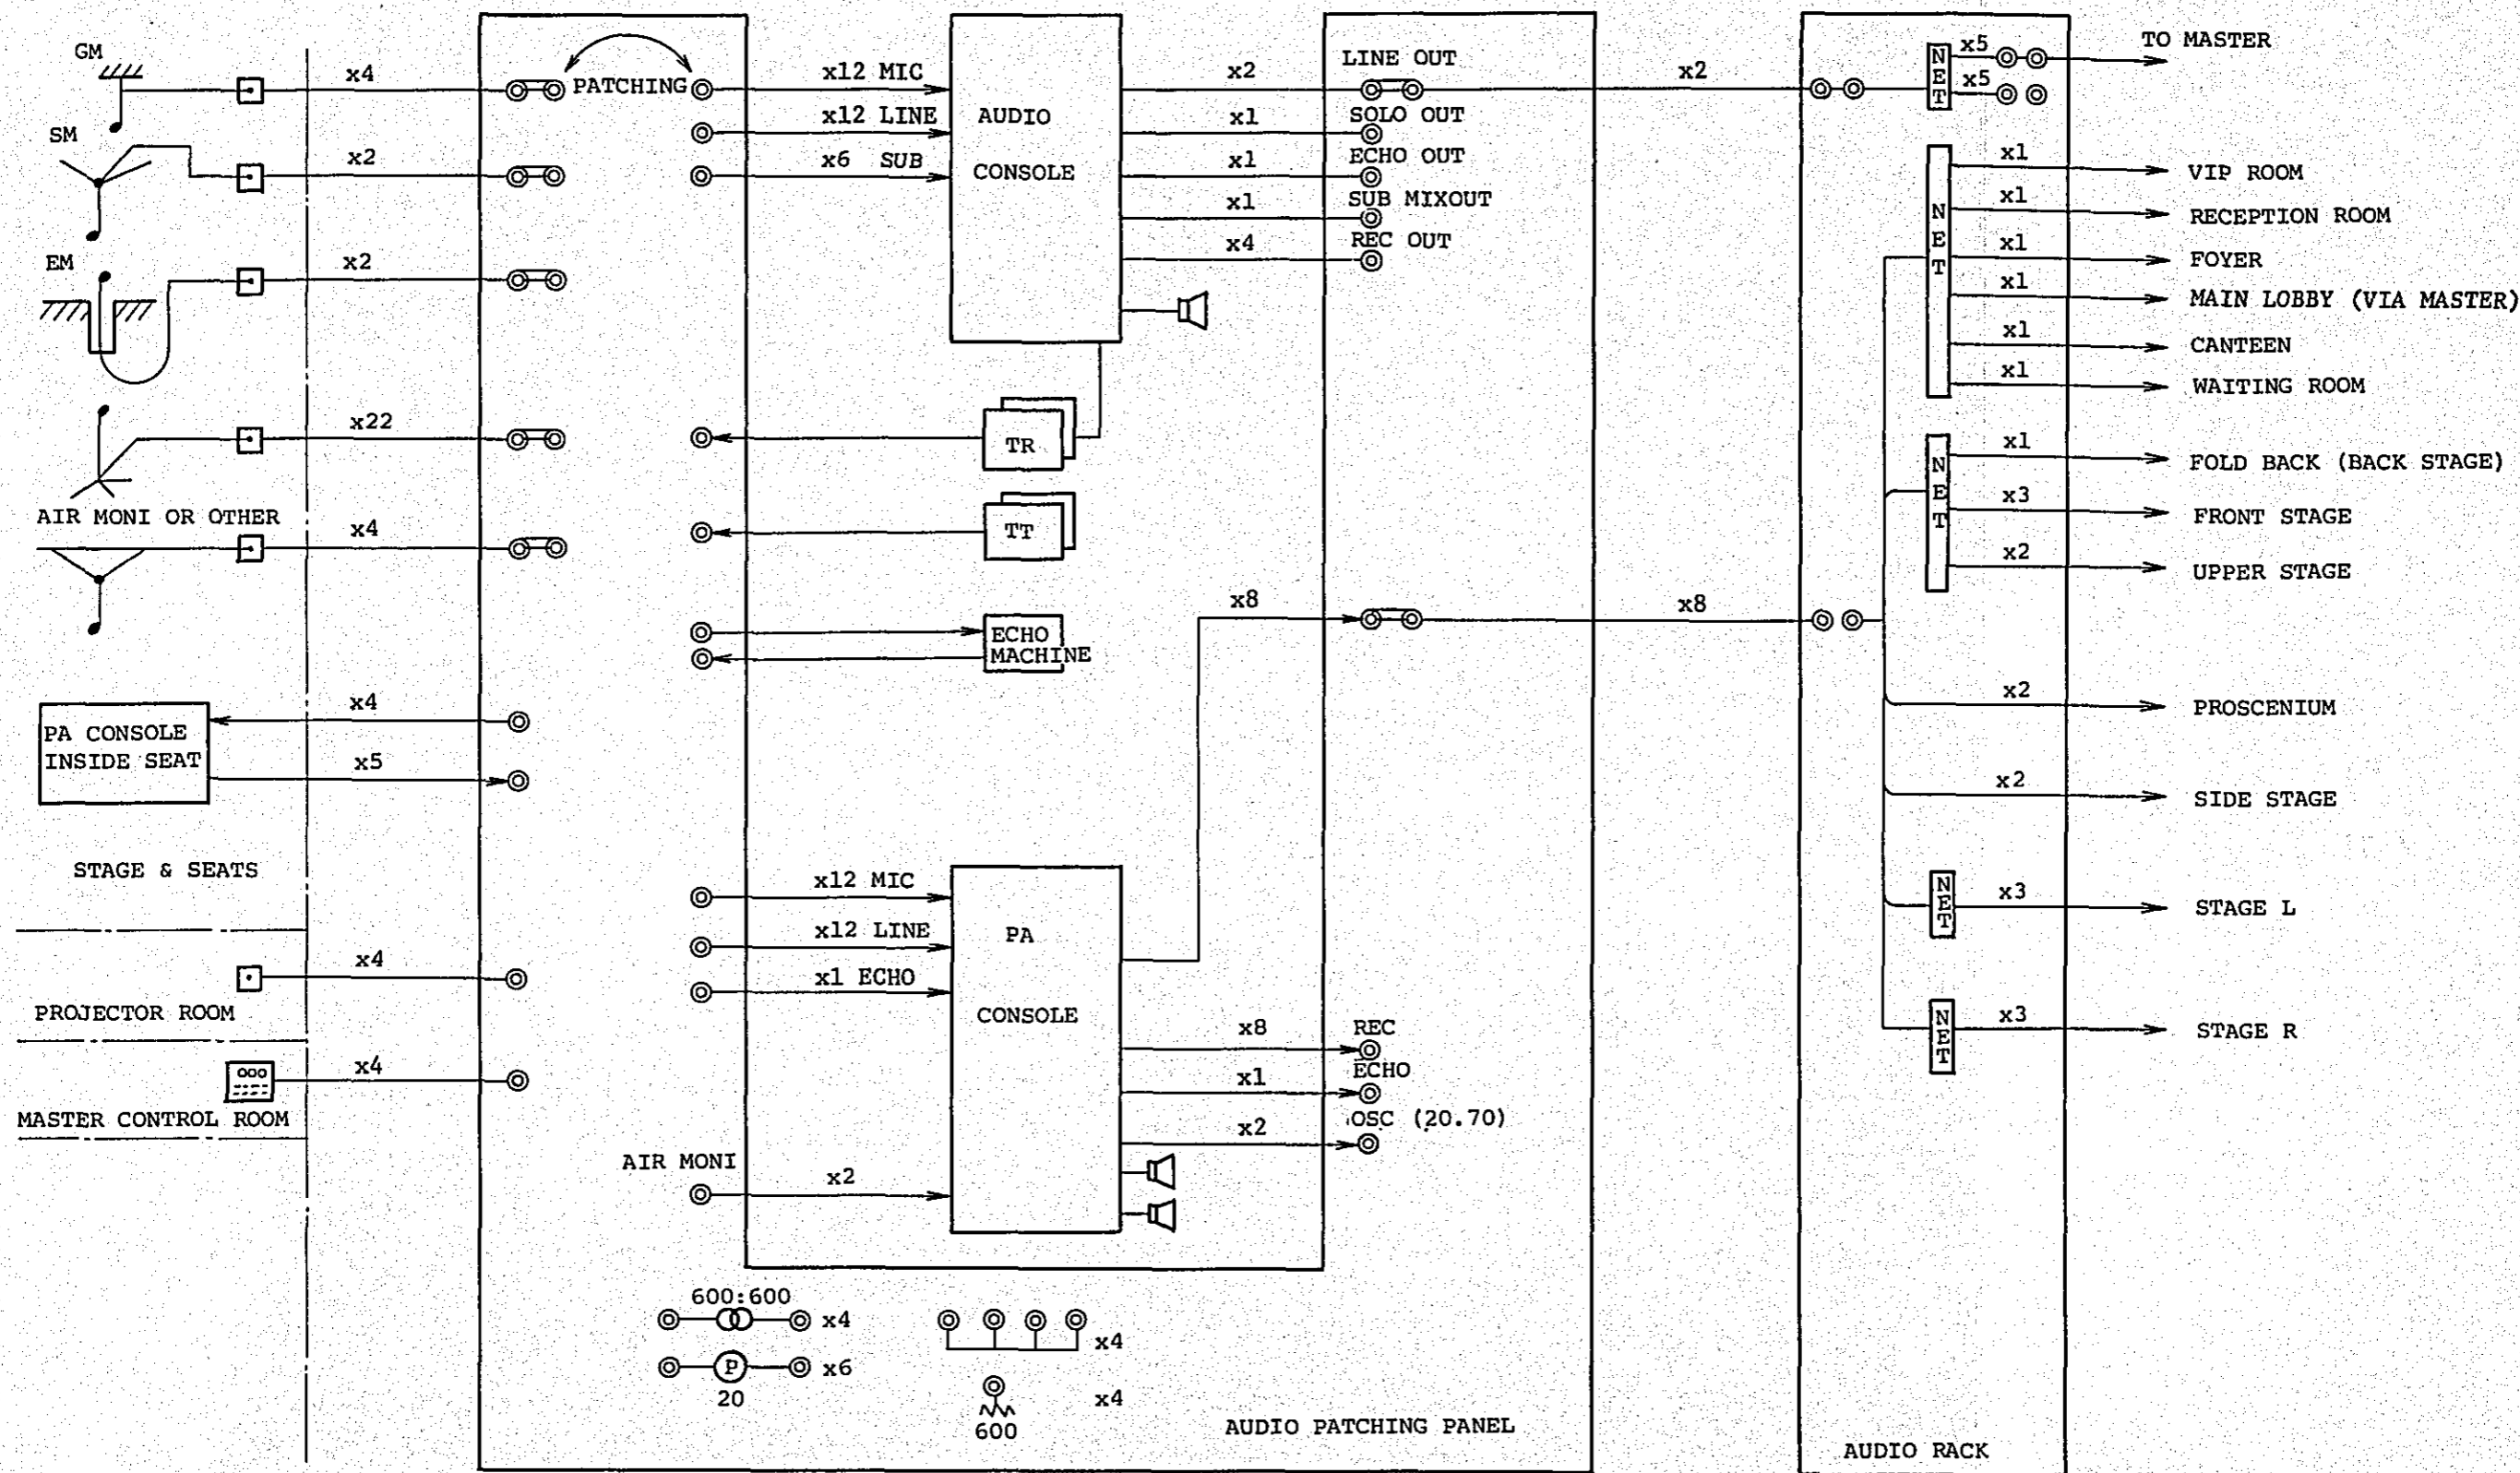 GM
x4
SM
x2
EM
x2
x22
AIR MONI OR OTHER
x4
PA CONSOLE
INSIDE SEAT
x4
x5
STAGE & SEATS
x4
PROJECTOR ROOM
x4
MASTER CONTROL ROOM
PATCHING
x12 MIC
x12 LINE
x6 SUB
AUDIO
CONSOLE
TR
TT
ECHO
MACHINE
x12 MIC
x12 LINE
x1 ECHO
PA
CONSOLE
AIR MONI
x2
x2
LINE OUT
x1
SOLO OUT
x1
ECHO OUT
x1
SUB MIXOUT
x4
REC OUT
x8
x8
REC
x1
ECHO
x2
OSC (20.70)
600:600
x4
P
x6
20
x4
600
x4
AUDIO PATCHING PANEL
x2
x8
NET
x5
x5
TO MASTER
NET
x1
VIP ROOM
x1
RECEPTION ROOM
x1
FOYER
x1
MAIN LOBBY (VIA MASTER)
x1
CANTEEN
x1
WAITING ROOM
NET
x1
FOLD BACK (BACK STAGE)
x3
FRONT STAGE
x2
UPPER STAGE
x2
PROSCENIUM
x2
SIDE STAGE
NET
x3
STAGE L
NET
x3
STAGE R
AUDIO RACK